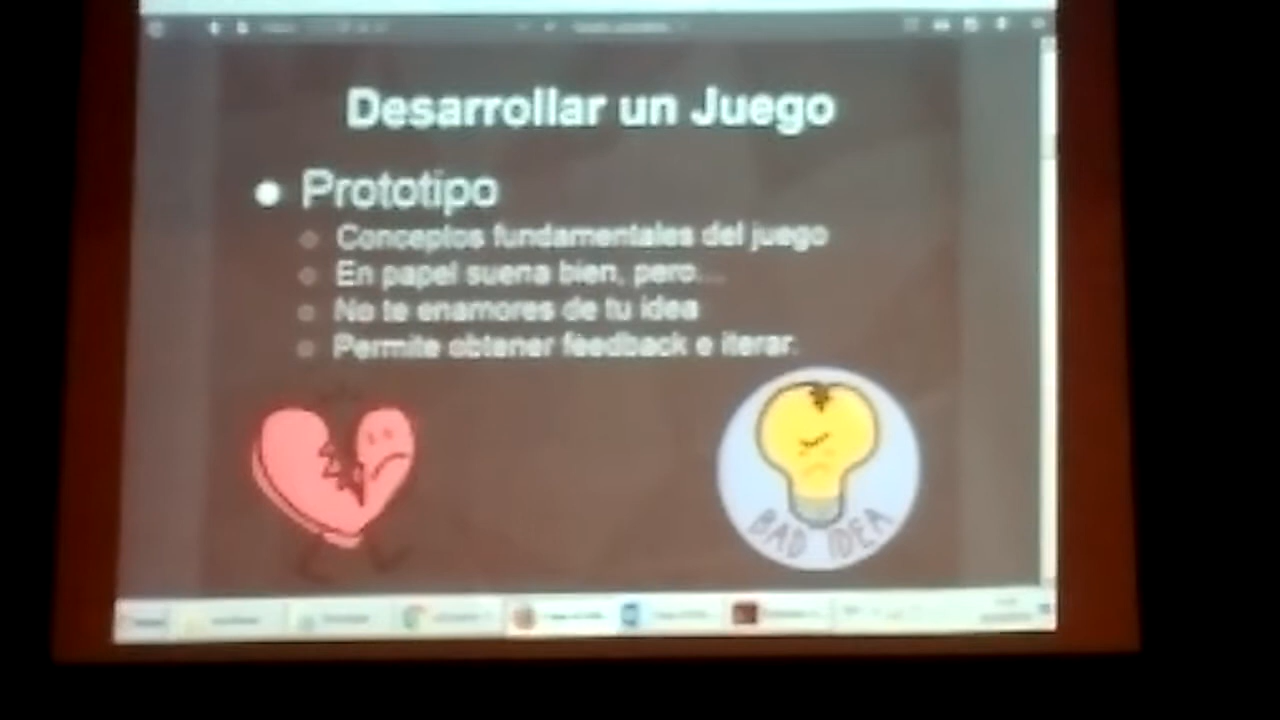 Desarrollar un Juego
Prototipo
Conceptos fundamentales del juego
En papel suena bien, pero...
No te enamores de tu idea
Permite obtener feedback e iterar.
BAD IDEA